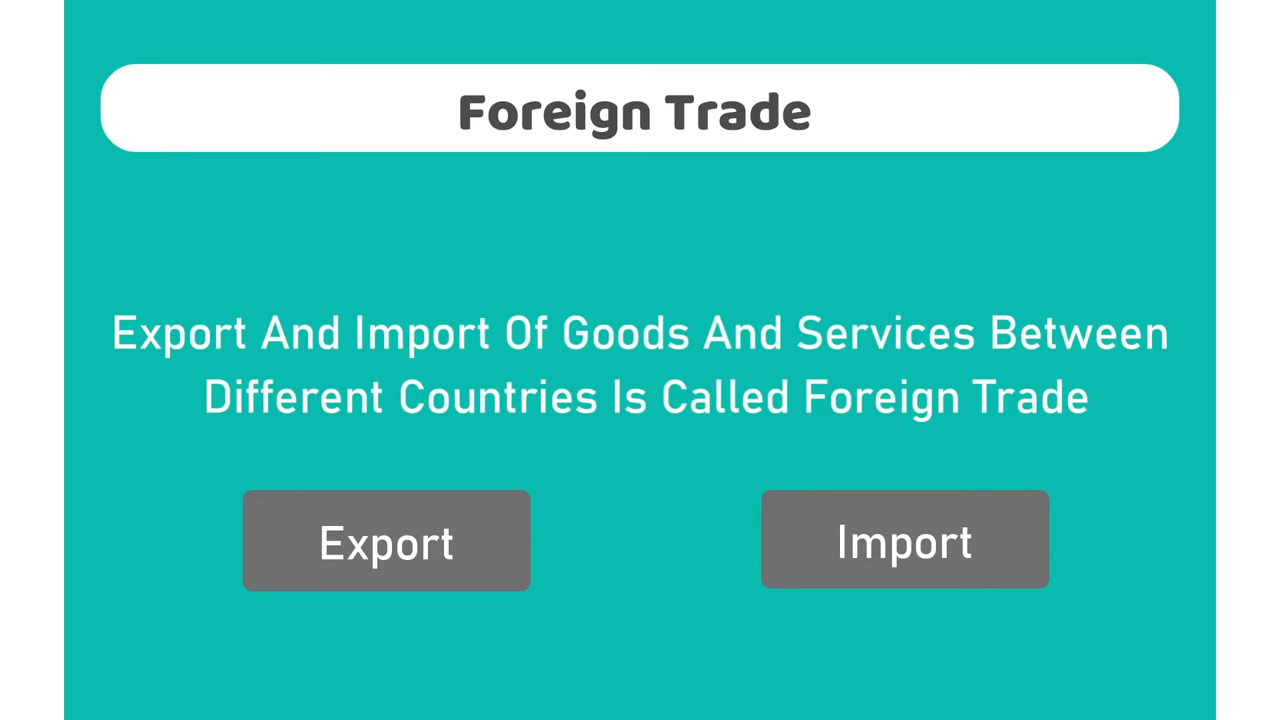 Foreign Trade
Export And Import Of Goods And Services Between
Different Countries Is Called Foreign Trade
Export
Import